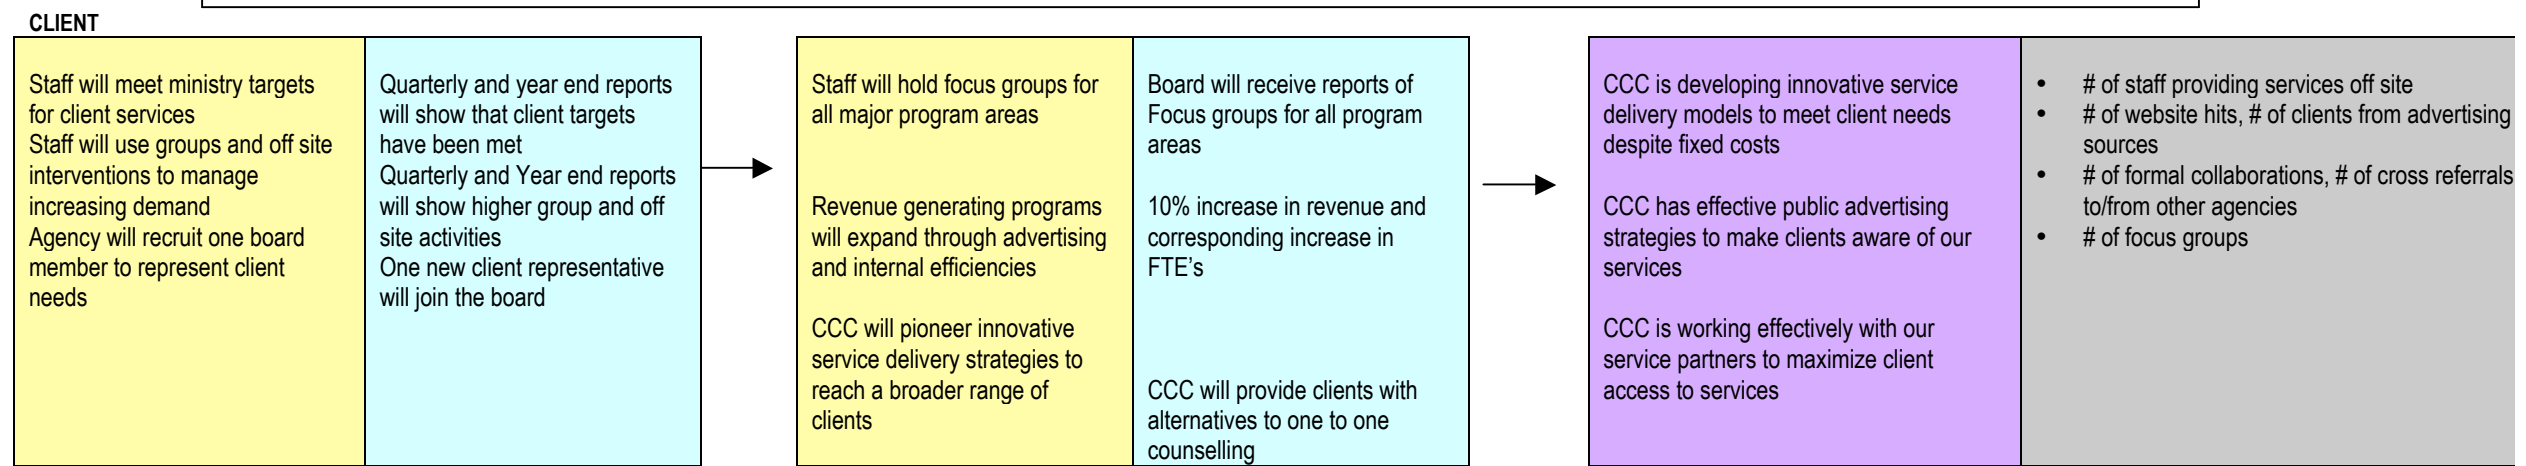 CLIENT
Staff will meet ministry targets
for client services
Staff will use groups and off site
interventions to manage
increasing demand
Agency will recruit one board
member to represent client
needs
Quarterly and year end reports
will show that client targets
have been met
Quarterly and Year end reports
will show higher group and off
site activities
One new client representative
will join the board
Staff will hold focus groups for
all major program areas
Revenue generating programs
will expand through advertising
and internal efficiencies
CCC will pioneer innovative
service delivery strategies to
reach a broader range of
clients
Board will receive reports of
Focus groups for all program
areas
10% increase in revenue and
corresponding increase in
FTE’s
CCC will provide clients with
alternatives to one to one
counselling
CCC is developing innovative service
delivery models to meet client needs
despite fixed costs
CCC has effective public advertising
strategies to make clients aware of our
services
CCC is working effectively with our
service partners to maximize client
access to services
• # of staff providing services off site
• # of website hits, # of clients from advertising
sources
• # of formal collaborations, # of cross referrals
to/from other agencies
• # of focus groups